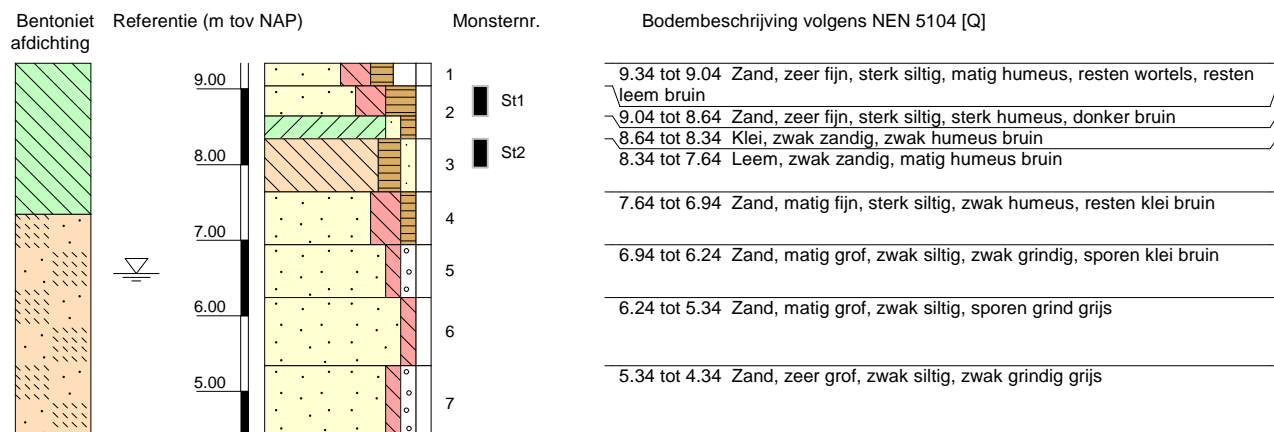 Bentoniet afdichting
Referentie (m tov NAP)
Monsternr.
Bodembeschrijving volgens NEN 5104 [Q]
9.00
8.00
7.00
6.00
5.00
1
2
3
4
5
6
7
St1
St2
9.34 tot 9.04 Zand, zeer fijn, sterk siltig, matig humeus, resten wortels, resten
leem bruin
9.04 tot 8.64 Zand, zeer fijn, sterk siltig, sterk humeus, donker bruin
8.64 tot 8.34 Klei, zwak zandig, zwak humeus bruin
8.34 tot 7.64 Leem, zwak zandig, matig humeus bruin
7.64 tot 6.94 Zand, matig fijn, sterk siltig, zwak humeus, resten klei bruin
6.94 tot 6.24 Zand, matig grof, zwak siltig, zwak grindig, sporen klei bruin
6.24 tot 5.34 Zand, matig grof, zwak siltig, sporen grind grijs
5.34 tot 4.34 Zand, zeer grof, zwak siltig, zwak grindig grijs